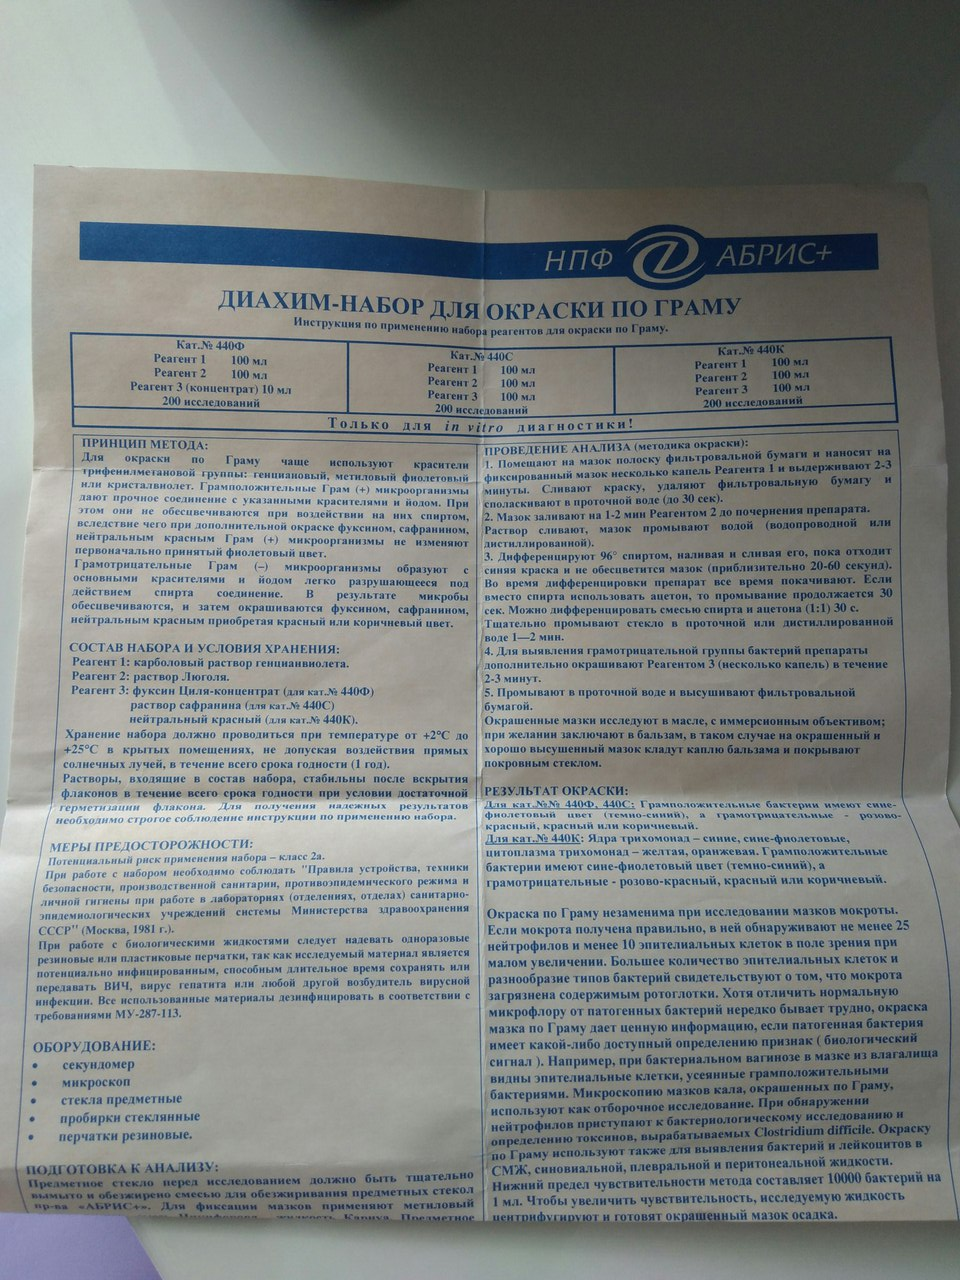 НПФ АБРИС+
ДИАХИМ-НАБОР ДЛЯ ОКРАСКИ ПО ГРАМУ
Инструкция по применению набора реагентов для окраски по Граму.
Кат.№ 440Ф
Реагент 1 100 мл
Реагент 2 100 мл
Реагент 3 (концентрат) 10 мл
200 исследований
Кат.№ 440С
Реагент 1 100 мл
Реагент 2 100 мл
Реагент 3 100 мл
200 исследований
Кат.№ 440К
Реагент 1 100 мл
Реагент 2 100 мл
Реагент 3 100 мл
200 исследований
Только для in vitro диагностики!
ПРИНЦИП МЕТОДА:
Для окраски по Граму чаще используют красители
трифенилметановой группы: генциановый, метиловый фиолетовый
или кристалвиолет. Грамположительные Грам (+) микроорганизмы
дают прочное соединение с указанными красителями и йодом. При
этом они не обесцвечиваются при воздействии на них спиртом,
вследствие чего при дополнительной окраске фуксином, сафранином,
нейтральным красным Грам (+) микроорганизмы не изменяют
первоначально принятый фиолетовый цвет.
Грамотрицательные Грам (–) микроорганизмы образуют с
основными красителями и йодом легко разрушающееся под
действием спирта соединение. В результате микробы
обесцвечиваются, и затем окрашиваются фуксином, сафранином,
нейтральным красным приобретая красный или коричневый цвет.
СОСТАВ НАБОРА И УСЛОВИЯ ХРАНЕНИЯ:
Реагент 1: карболовый раствор генцианвиолета.
Реагент 2: раствор Люголя.
Реагент 3: фуксин Циля-концентрат (для кат.№ 440Ф)
раствор сафранина (для кат.№ 440С)
нейтральный красный (для кат.№ 440К).
Хранение набора должно проводиться при температуре от +2°С до
+25°С в крытых помещениях, не допуская воздействия прямых
солнечных лучей, в течение всего срока годности (1 год).
Растворы, входящие в состав набора, стабильны после вскрытия
флаконов в течение всего срока годности при условии достаточной
герметизации флакона. Для получения надежных результатов
необходимо строгое соблюдение инструкции по применению набора.
МЕРЫ ПРЕДОСТОРОЖНОСТИ:
Потенциальный риск применения набора – класс 2а.
При работе с набором необходимо соблюдать "Правила устройства, техники
безопасности, производственной санитарии, противоэпидемического режима и
личной гигиены при работе в лабораториях (отделениях, отделах) санитарно-
эпидемиологических учреждений системы Министерства здравоохранения
СССР" (Москва, 1981 г.).
При работе с биологическими жидкостями следует надевать одноразовые
резиновые или пластиковые перчатки, так как исследуемый материал является
потенциально инфицированным, способным длительное время сохранять или
передавать ВИЧ, вирус гепатита или любой другой возбудитель вирусной
инфекции. Все использованные материалы дезинфицировать в соответствии с
требованиями МУ-287-113.
ОБОРУДОВАНИЕ:
• секундомер
• микроскоп
• стекла предметные
• пробирки стеклянные
• перчатки резиновые.
ПОДГОТОВКА К АНАЛИЗУ:
Предметное стекло перед исследованием должно быть тщательно
вымыто и обезжирено смесью для обезжиривания предметных стекол
пр-ва «АБРИС+». Для фиксации мазков применяют метиловый
жидкость Карнуа. Предметное
ПРОВЕДЕНИЕ АНАЛИЗА (методика окраски):
1. Помещают на мазок полоску фильтровальной бумаги и наносят на
фиксированный мазок несколько капель Реагента 1 и выдерживают 2-3
минуты. Сливают краску, удаляют фильтровальную бумагу и
споласкивают в проточной воде (до 30 сек).
2. Мазок заливают на 1-2 мин Реагентом 2 до почернения препарата.
Раствор сливают, мазок промывают водой (водопроводной или
дистиллированной).
3. Дифференцируют 96° спиртом, наливая и сливая его, пока отходит
синяя краска и не обесцветится мазок (приблизительно 20-60 секунд).
Во время дифференцировки препарат все время покачивают. Если
вместо спирта использовать ацетон, то промывание продолжается 30
сек. Можно дифференцировать смесью спирта и ацетона (1:1) 30 с.
Тщательно промывают стекло в проточной или дистиллированной
воде 1—2 мин.
4. Для выявления грамотрицательной группы бактерий препараты
дополнительно окрашивают Реагентом 3 (несколько капель) в течение
2-3 минут.
5. Промывают в проточной воде и высушивают фильтровальной
бумагой.
Окрашенные мазки исследуют в масле, с иммерсионным объективом;
при желании заключают в бальзам, в таком случае на окрашенный и
хорошо высушенный мазок кладут каплю бальзама и покрывают
покровным стеклом.
РЕЗУЛЬТАТ ОКРАСКИ:
Для кат.№№ 440Ф, 440С: Грамположительные бактерии имеют сине-
фиолетовый цвет (темно-синий), а грамотрицательные - розово-
красный, красный или коричневый.
Для кат.№ 440К: Ядра трихомонад – синие, сине-фиолетовые,
цитоплазма трихомонад – желтая, оранжевая. Грамположительные
бактерии имеют сине-фиолетовый цвет (темно-синий), а
грамотрицательные - розово-красный, красный или коричневый.
Окраска по Граму незаменима при исследовании мазков мокроты.
Если мокрота получена правильно, в ней обнаруживают не менее 25
нейтрофилов и менее 10 эпителиальных клеток в поле зрения при
малом увеличении. Большее количество эпителиальных клеток и
разнообразие типов бактерий свидетельствуют о том, что мокрота
загрязнена содержимым ротоглотки. Хотя отличить нормальную
микрофлору от патогенных бактерий нередко бывает трудно, окраска
мазка по Граму дает ценную информацию, если патогенная бактерия
имеет какой-либо доступный определению признак ( биологический
сигнал ). Например, при бактериальном вагинозе в мазке из влагалища
видны эпителиальные клетки, усеянные грамположительными
бактериями. Микроскопию мазков кала, окрашенных по Граму,
используют как отборочное исследование. При обнаружении
нейтрофилов приступают к бактериологическому исследованию и
определению токсинов, вырабатываемых Clostridium difficile. Окраску
по Граму используют также для выявления бактерий и лейкоцитов в
СМЖ, синовиальной, плевральной и перитонеальной жидкости.
Нижний предел чувствительности метода составляет 10000 бактерий на
1 мл. Чтобы увеличить чувствительность, исследуемую жидкость
центрифугируют и готовят окрашенный мазок осадка.